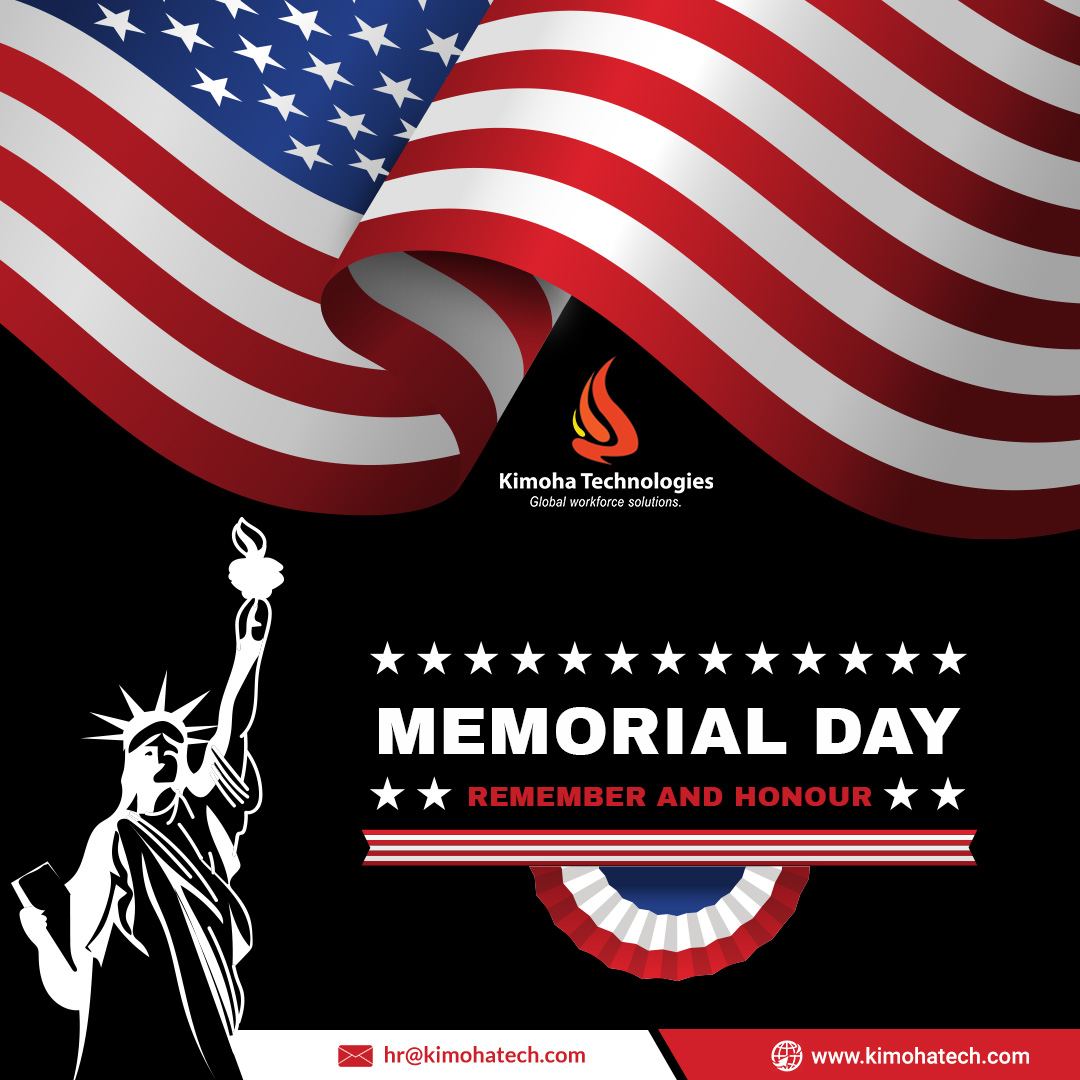 Kimoha Technologies
Global workforce solutions.
MEMORIAL DAY
REMEMBER AND HONOUR
hr@kimohatech.com
www.kimohatech.com